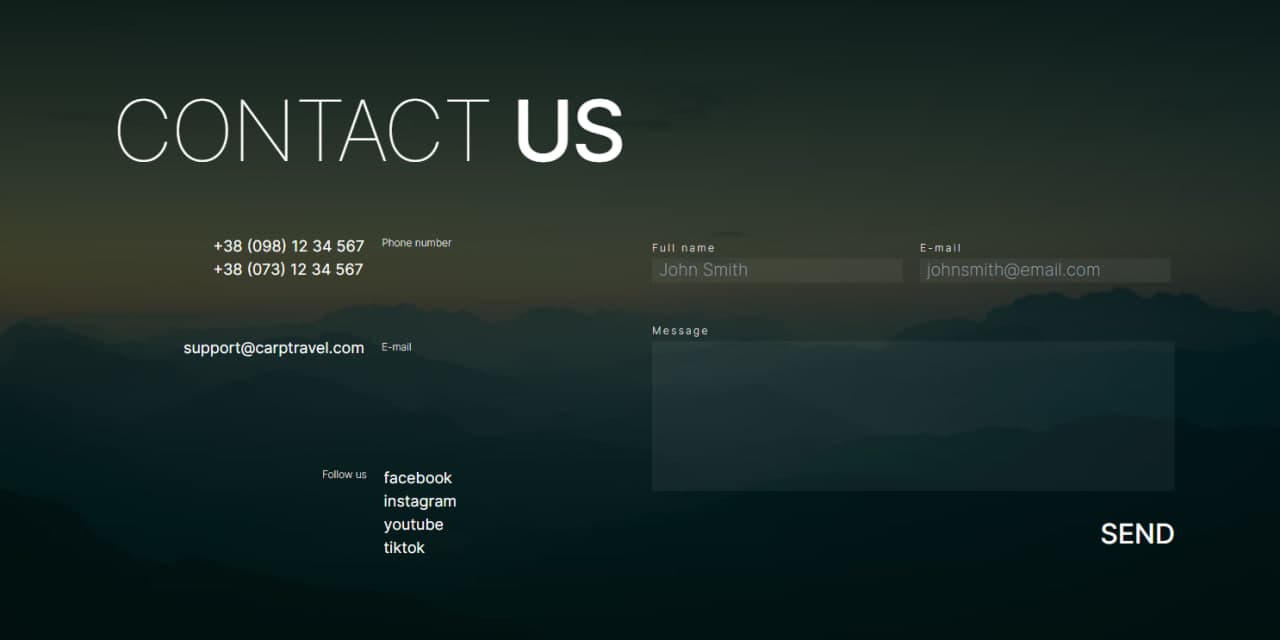 CONTACT US
+38 (098) 12 34 567
Phone number
+38 (073) 12 34 567
support@carptravel.com
E-mail
Follow us
facebook
instagram
youtube
tiktok
Full name
John Smith
E-mail
johnsmith@email.com
Message
SEND